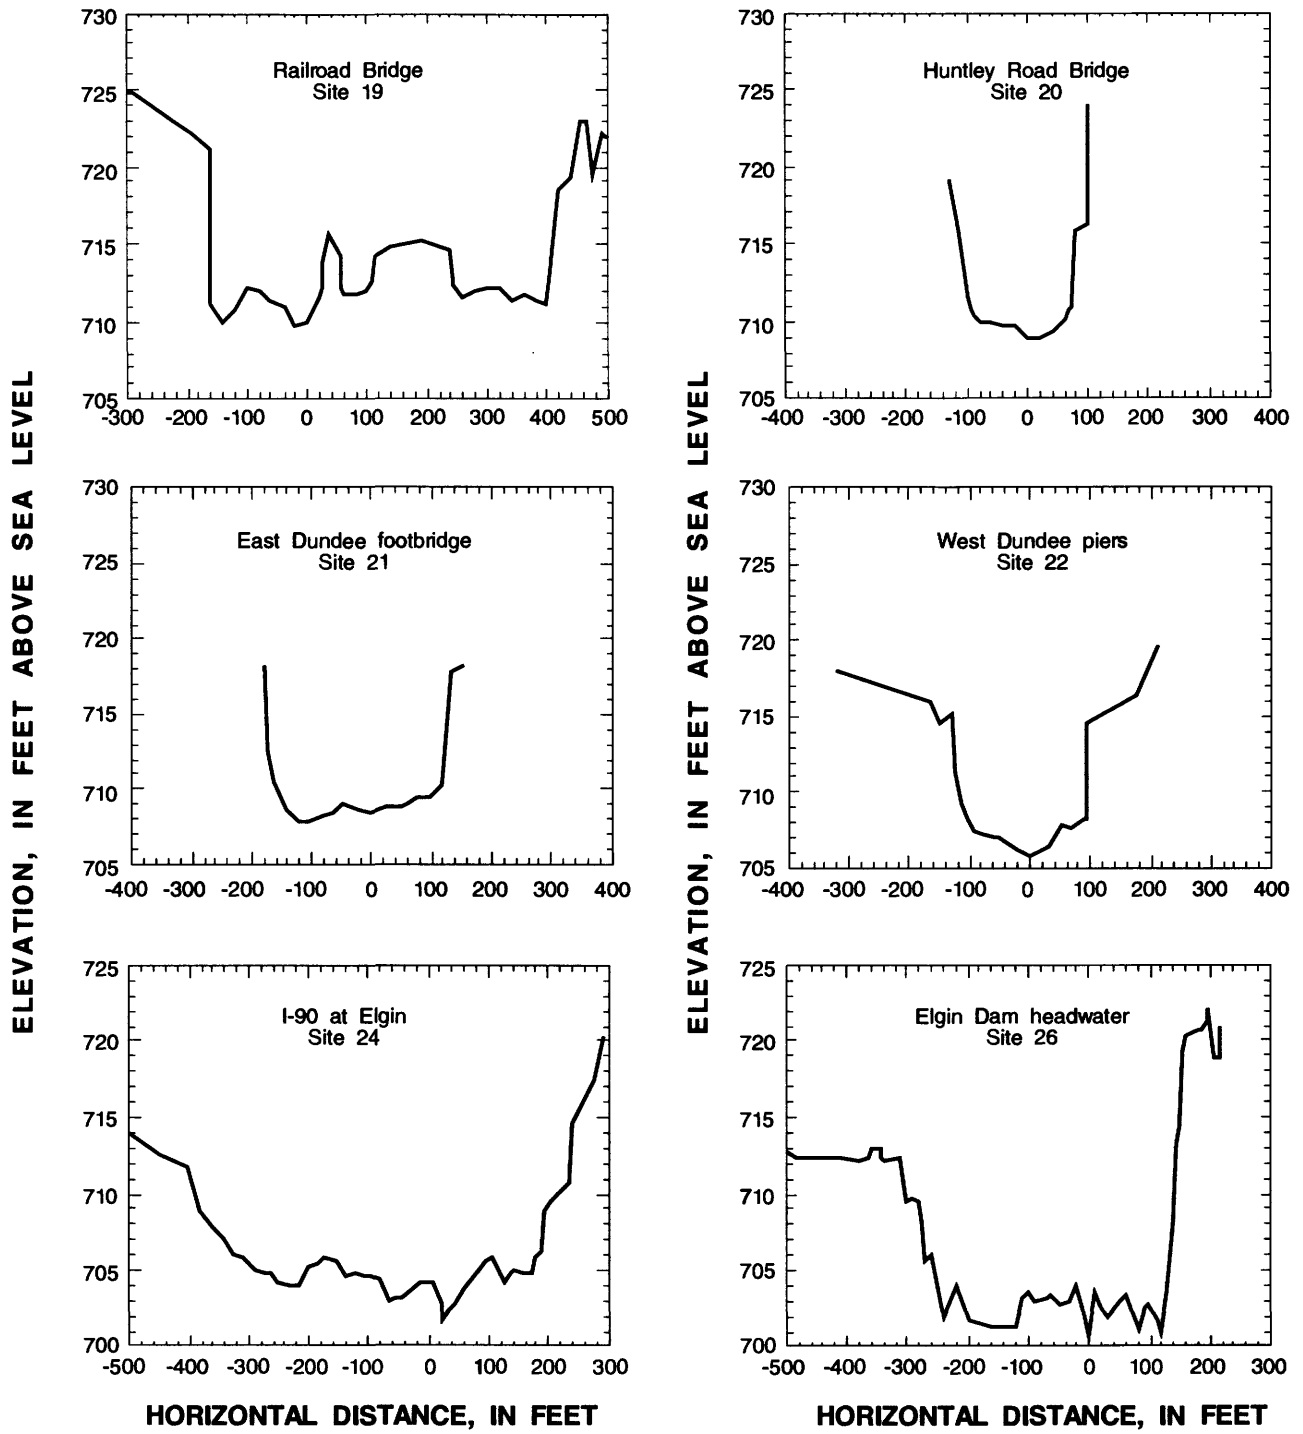 730
725
720
715
710
705
-300 -200 -100 0 100 200 300 400 500
Railroad Bridge
Site 19
730
725
720
715
710
705
-400 -300 -200 -100 0 100 200 300 400
Huntley Road Bridge
Site 20
730
725
720
715
710
705
-400 -300 -200 -100 0 100 200 300 400
East Dundee footbridge
Site 21
730
725
720
715
710
705
-400 -300 -200 -100 0 100 200 300 400
West Dundee piers
Site 22
725
720
715
710
705
700
-500 -400 -300 -200 -100 0 100 200 300
I-90 at Elgin
Site 24
725
720
715
710
705
700
-500 -400 -300 -200 -100 0 100 200 300
Elgin Dam headwater
Site 26
ELEVATION, IN FEET ABOVE SEA LEVEL
ELEVATION, IN FEET ABOVE SEA LEVEL
HORIZONTAL DISTANCE, IN FEET
HORIZONTAL DISTANCE, IN FEET